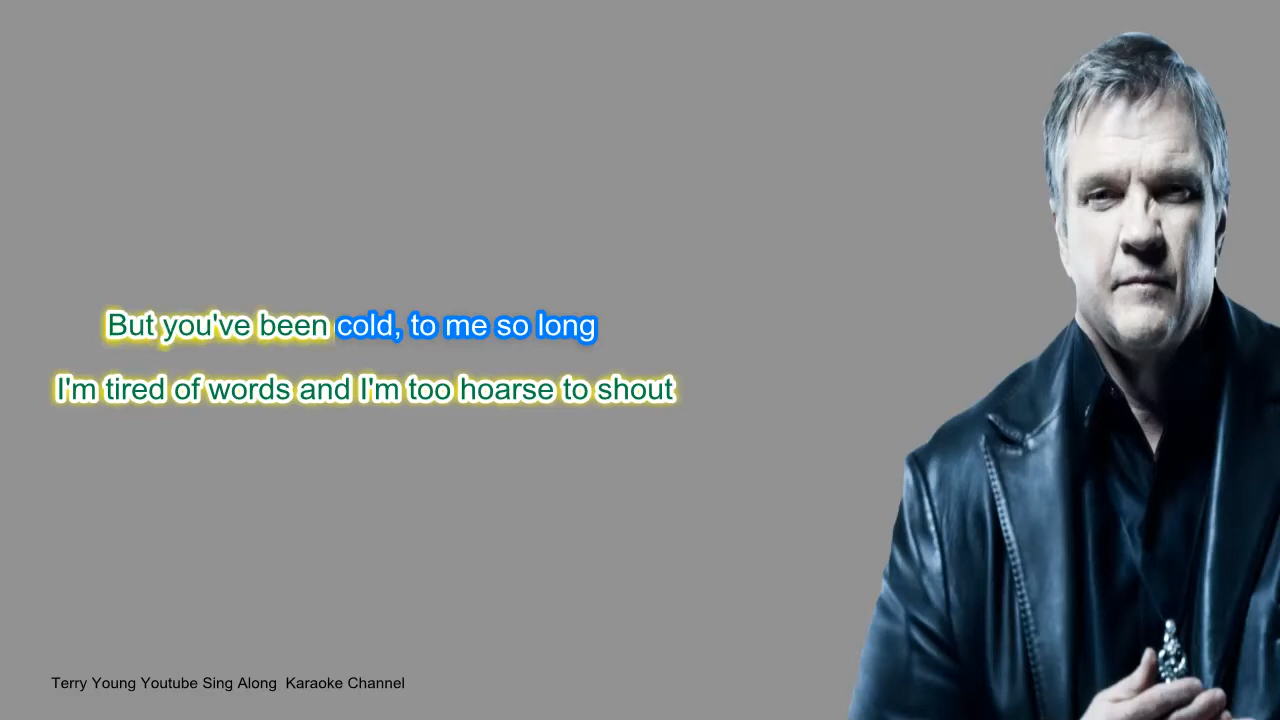 But you've been cold, to me so long
I'm tired of words and I'm too hoarse to shout
Terry Young Youtube Sing Along  Karaoke Channel